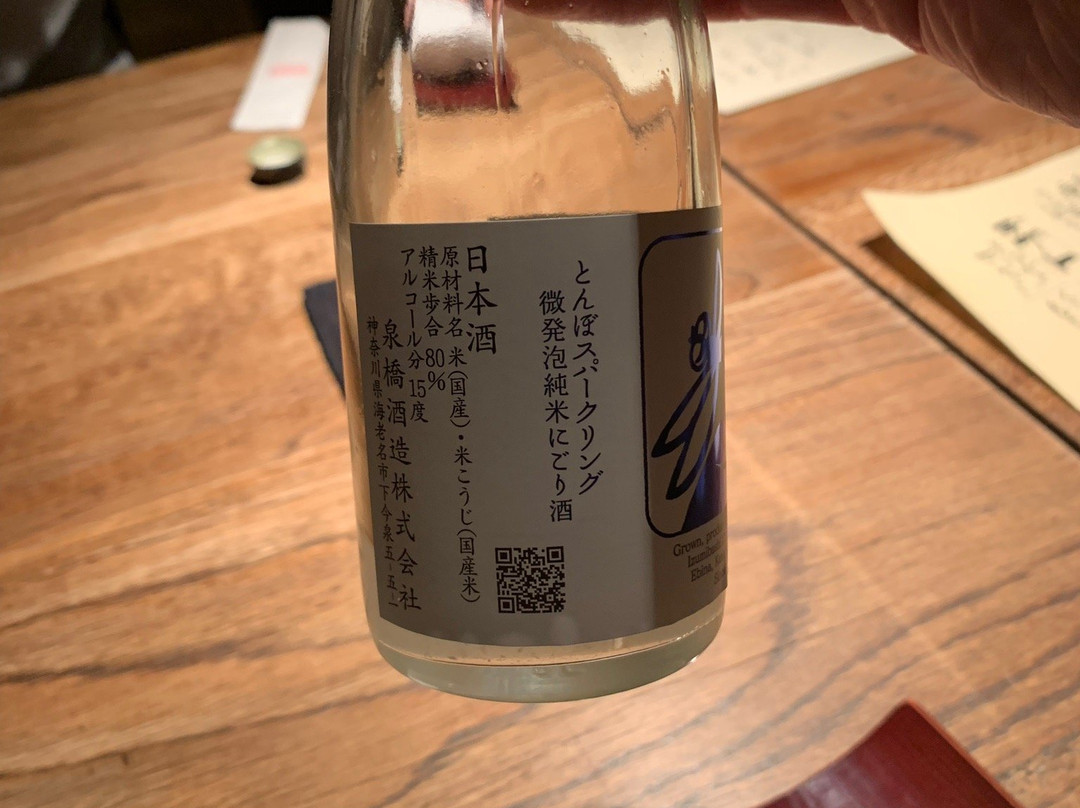 とんぼスパークリング
微発泡純米にごり酒
日本酒
原材料名 米(国産)・米こうじ(国産米)
精米歩合 80%
アルコール分 15度
泉橋酒造株式会社
神奈川県海老名市下今泉五-五-一
Grown,